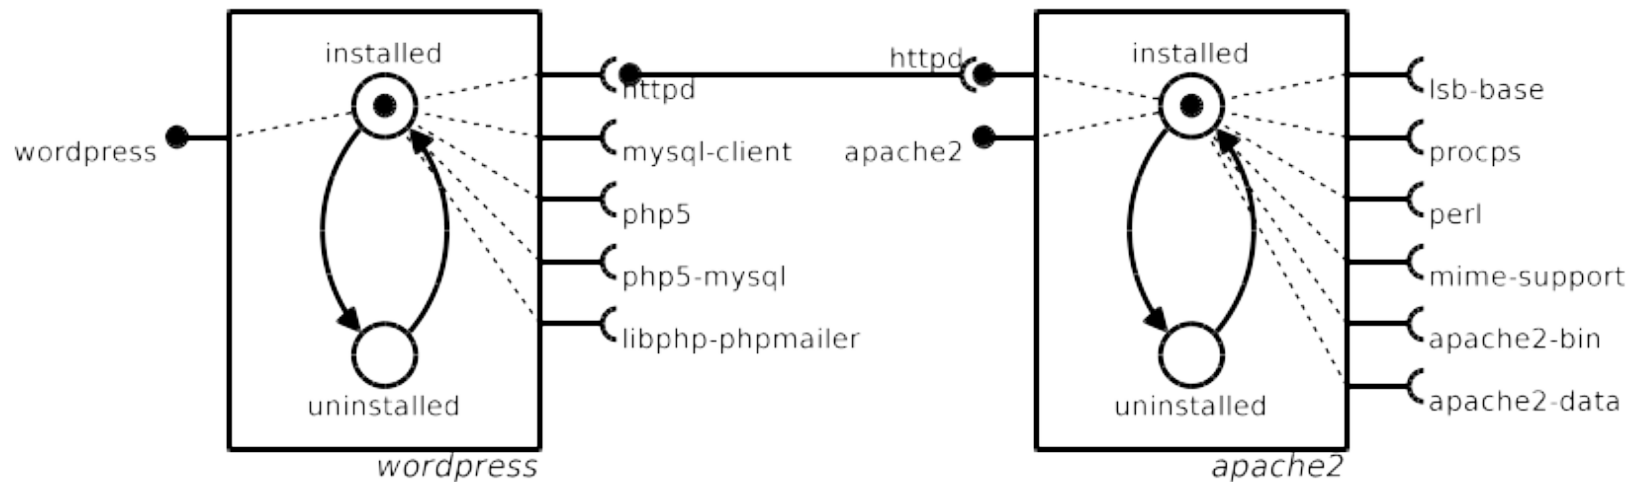 installed
httpd
wordpress
mysql-client
php5
php5-mysql
libphp-phpmailer
uninstalled
wordpress
httpd
installed
lsb-base
apache2
procps
perl
mime-support
apache2-bin
apache2-data
uninstalled
apache2